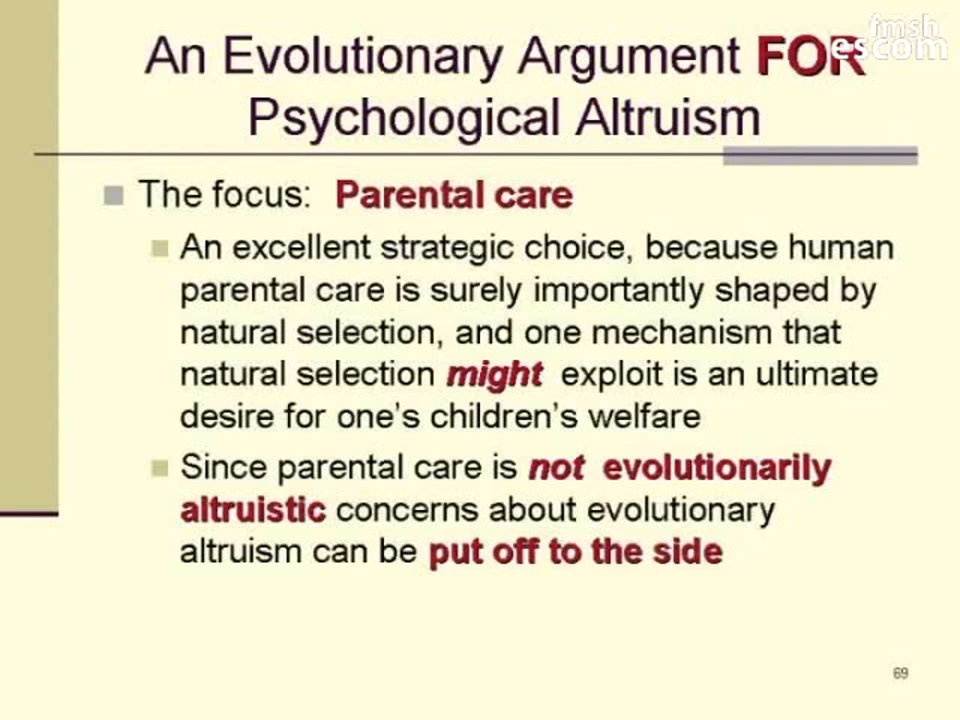 fmsh
escom
An Evolutionary Argument FOR
Psychological Altruism
The focus: Parental care
An excellent strategic choice, because human
parental care is surely importantly shaped by
natural selection, and one mechanism that
natural selection might exploit is an ultimate
desire for one's children's welfare
Since parental care is not evolutionarily
altruistic concerns about evolutionary
altruism can be put off to the side
69